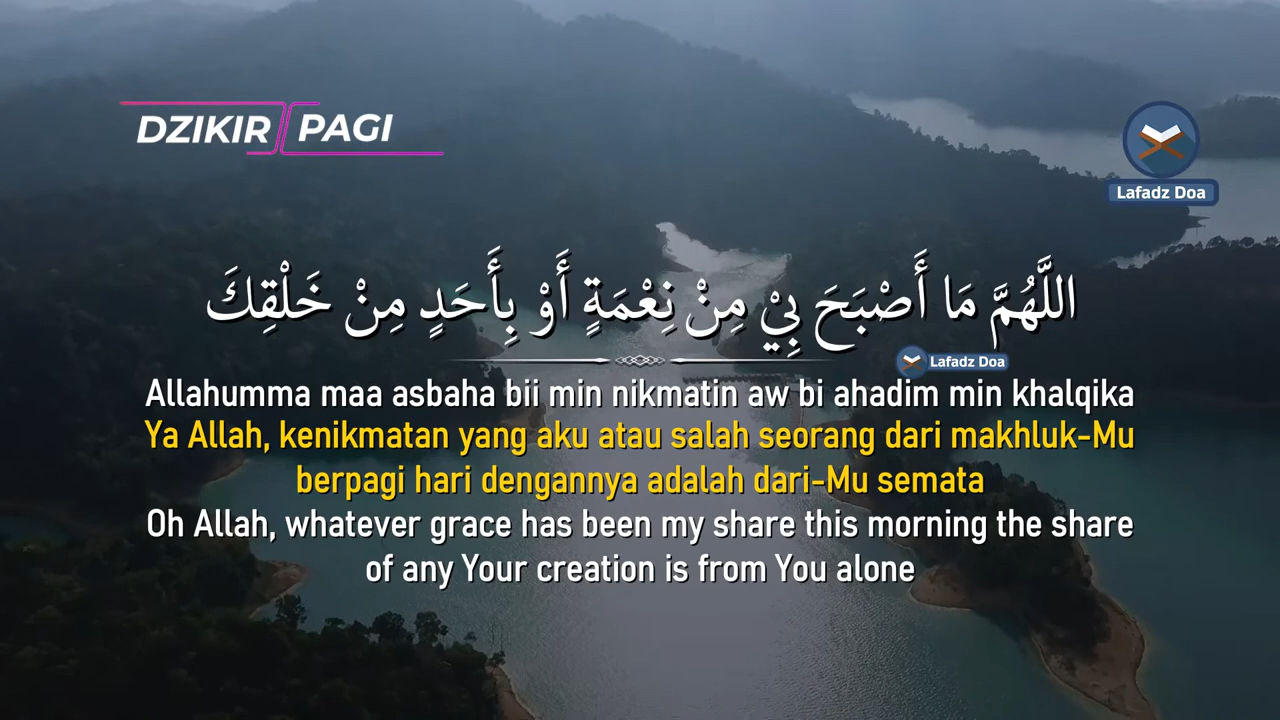 DZIKIR PAGI
Lafadz Doa
اللَّهُمَّ مَا أَصْبَحَ بِيْ مِنْ نِعْمَةٍ أَوْ بِأَحَدٍ مِنْ خَلْقِكَ
Lafadz Doa
Allahumma maa asbaha bii min nikmatin aw bi ahadim min khalqika
Ya Allah, kenikmatan yang aku atau salah seorang dari makhluk-Mu
berpagi hari dengannya adalah dari-Mu semata
Oh Allah, whatever grace has been my share this morning the share
of any Your creation is from You alone